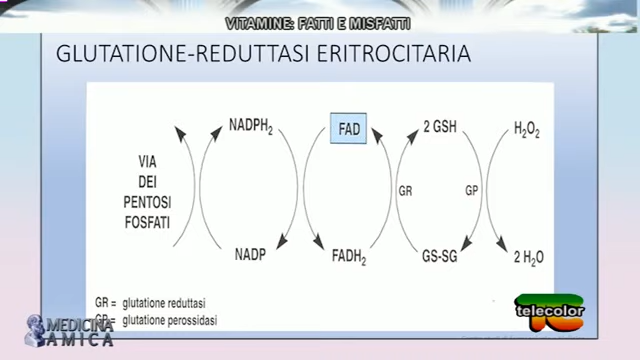 VITAMINE: FATTI E MISFATTI
GLUTATIONE-REDUTTASI ERITROCITARIA
NADPH₂
FAD
2 GSH
H₂O₂
VIA
DEI
PENTOSI
FOSFATI
GR
GP
NADP
FADH₂
GS-SG
2 H₂O
GR = glutatione reduttasi
GP = glutatione perossidasi
MEDICINA
AMICA
telecolor